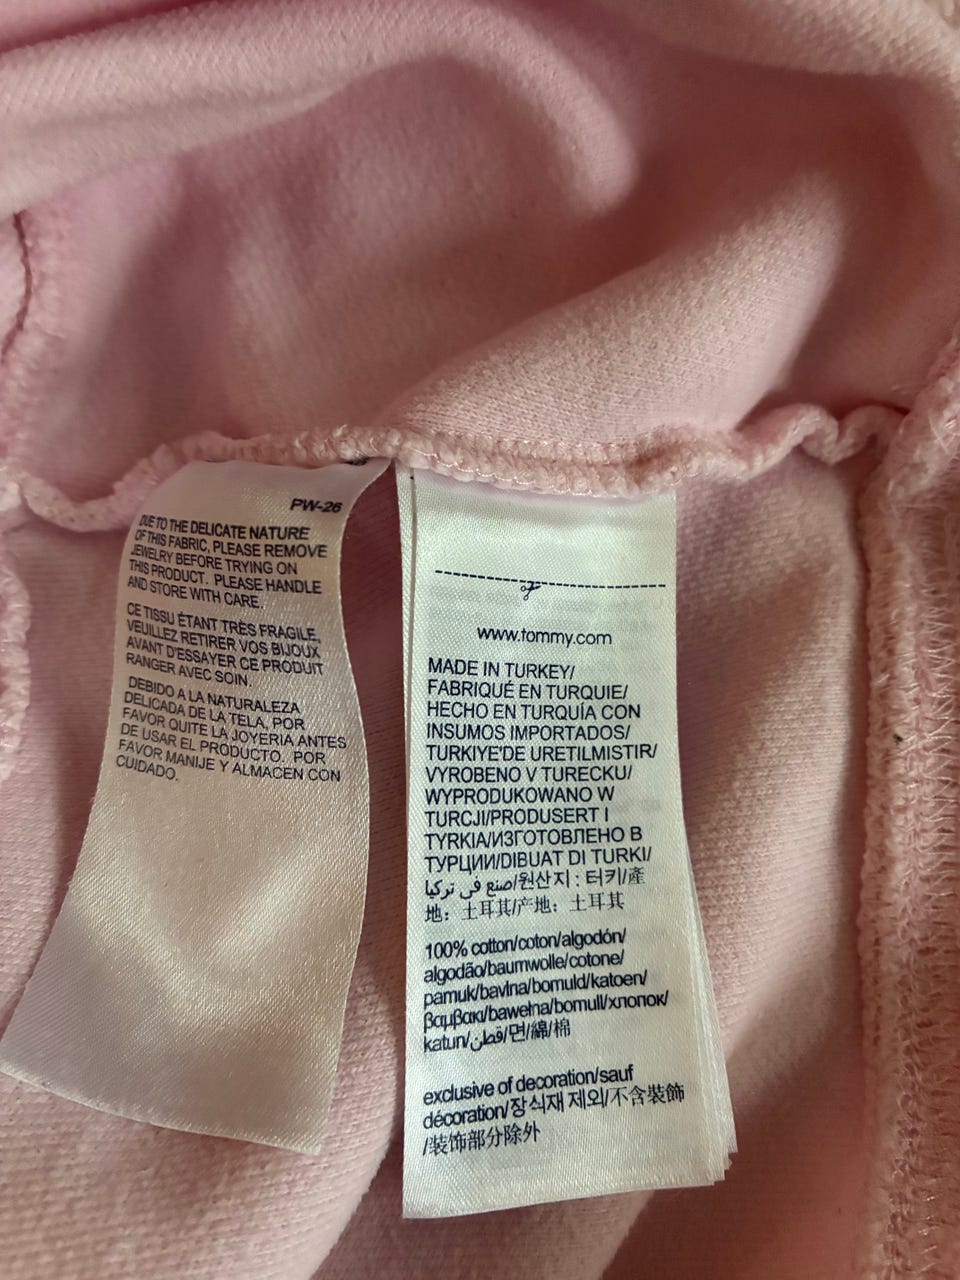 PW-26
DUE TO THE DELICATE NATURE
OF THIS FABRIC, PLEASE REMOVE
JEWELRY BEFORE TRYING ON
THIS PRODUCT. PLEASE HANDLE
AND STORE WITH CARE.
CE TISSU ÉTANT TRÈS FRAGILE,
VEUILLEZ RETIRER VOS BIJOUX
AVANT D'ESSAYER CE PRODUIT
RANGER AVEC SOIN.
DEBIDO A LA NATURALEZA
DELICADA DE LA TELA, POR
FAVOR QUITE LA JOYERIA ANTES
DE USAR EL PRODUCTO. POR
FAVOR MANIJE Y ALMACEN CON
CUIDADO.
www.tommy.com
MADE IN TURKEY/
FABRIQUÉ EN TURQUIE/
HECHO EN TURQUÍA CON
INSUMOS IMPORTADOS/
TURKIYE'DE URETILMISTIR/
VYROBENO V TURECKU/
WYPRODUKOWANO W
TURCJI/PRODUSERT I
TYRKIA/ИЗГОТОВЛЕНО В
ТУРЦИИ/DIBUAT DI TURKI/
صنع في تركيا/원산지 : 터키/產
地：土耳其/产地：土耳其
100% cotton/coton/algodón/
algodão/baumwolle/cotone/
pamuk/bavlna/bomuld/katoen/
βαμβακι/bawełna/bomull/хлопок/
katun/قطن/면/綿/棉
exclusive of decoration/sauf
décoration/장식재 제외/不含裝飾
/装饰部分除外